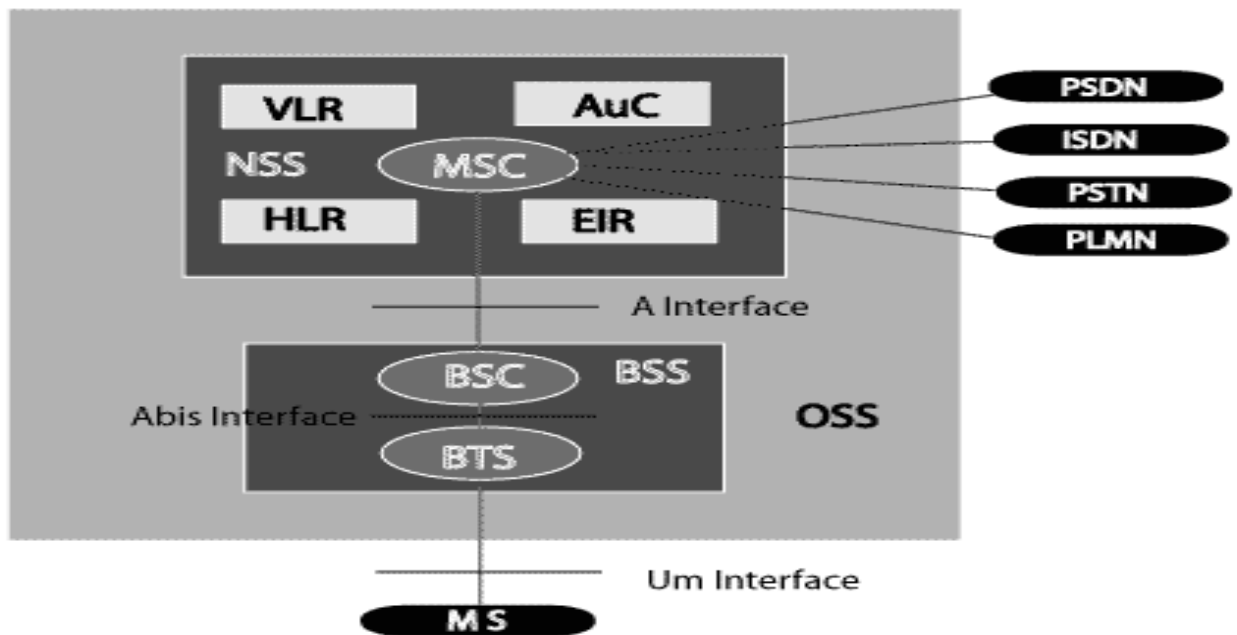 VLR
AuC
PSDN
NSS
MSC
ISDN
PSTN
HLR
EIR
PLMN
A Interface
BSC
BSS
Abis Interface
OSS
BTS
Um Interface
M S